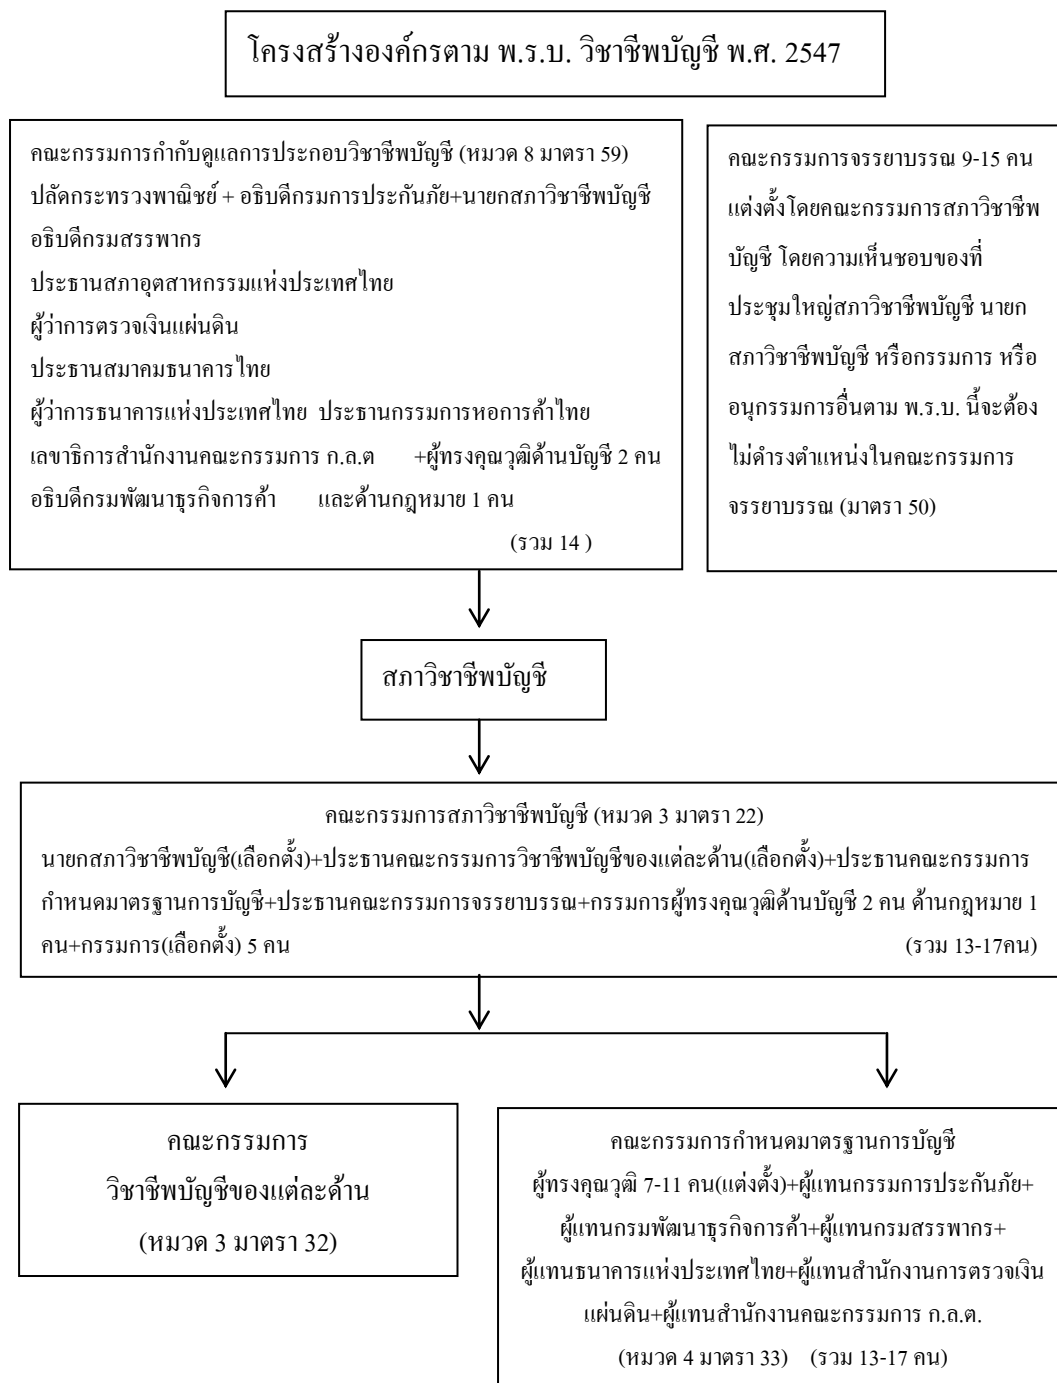 โครงสร้างองค์กรตาม พ.ร.บ. วิชาชีพบัญชี พ.ศ. 2547
คณะกรรมการกำกับดูแลการประกอบวิชาชีพบัญชี (หมวด 8 มาตรา 59)
ปลัดกระทรวงพาณิชย์ + อธิบดีกรมการประกันภัย+นายกสภาวิชาชีพบัญชี
อธิบดีกรมสรรพากร
ประธานสภาอุตสาหกรรมแห่งประเทศไทย
ผู้ว่าการตรวจเงินแผ่นดิน
ประธานสมาคมธนาคารไทย
ผู้ว่าการธนาคารแห่งประเทศไทย ประธานกรรมการหอการค้าไทย
เลขาธิการสำนักงานคณะกรรมการ ก.ล.ต +ผู้ทรงคุณวุฒิด้านบัญชี 2 คน
อธิบดีกรมพัฒนาธุรกิจการค้า และด้านกฎหมาย 1 คน
(รวม 14 )
คณะกรรมการจรรยาบรรณ 9-15 คน
แต่งตั้งโดยคณะกรรมการสภาวิชาชีพ
บัญชี โดยความเห็นชอบของที่
ประชุมใหญ่สภาวิชาชีพบัญชี นายก
สภาวิชาชีพบัญชี หรือกรรมการ หรือ
อนุกรรมการอื่นตาม พ.ร.บ. นี้จะต้อง
ไม่ดำรงตำแหน่งในคณะกรรมการ
จรรยาบรรณ (มาตรา 50)
สภาวิชาชีพบัญชี
คณะกรรมการสภาวิชาชีพบัญชี (หมวด 3 มาตรา 22)
นายกสภาวิชาชีพบัญชี(เลือกตั้ง)+ประธานคณะกรรมการวิชาชีพบัญชีของแต่ละด้าน(เลือกตั้ง)+ประธานคณะกรรมการ
กำหนดมาตรฐานการบัญชี+ประธานคณะกรรมการจรรยาบรรณ+กรรมการผู้ทรงคุณวุฒิด้านบัญชี 2 คน ด้านกฎหมาย 1
คน+กรรมการ(เลือกตั้ง) 5 คน (รวม 13-17คน)
คณะกรรมการ
วิชาชีพบัญชีของแต่ละด้าน
(หมวด 3 มาตรา 32)
คณะกรรมการกำหนดมาตรฐานการบัญชี
ผู้ทรงคุณวุฒิ 7-11 คน(แต่งตั้ง)+ผู้แทนกรรมการประกันภัย+
ผู้แทนกรมพัฒนาธุรกิจการค้า+ผู้แทนกรมสรรพากร+
ผู้แทนธนาคารแห่งประเทศไทย+ผู้แทนสำนักงานการตรวจเงิน
แผ่นดิน+ผู้แทนสำนักงานคณะกรรมการ ก.ล.ต.
(หมวด 4 มาตรา 33) (รวม 13-17 คน)